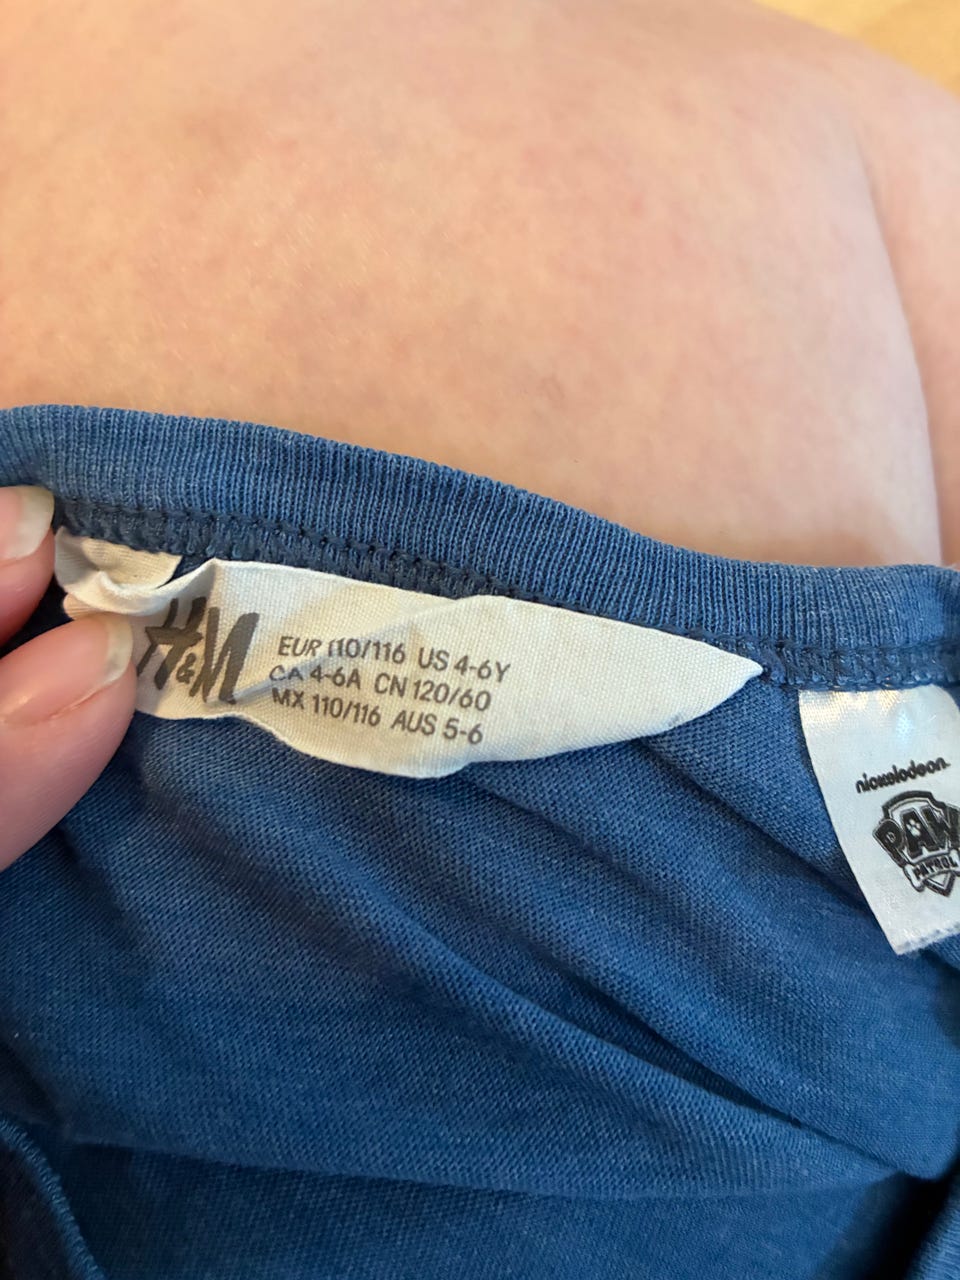 H&M
EUR 110/116 US 4-6Y
CA 4-6A CN 120/60
MX 110/116 AUS 5-6
nickelodeon
PAW
PATROL